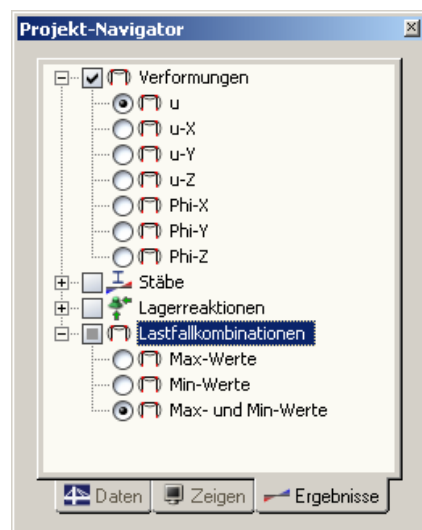 Projekt-Navigator
Verformungen
u
u-X
u-Y
u-Z
Phi-X
Phi-Y
Phi-Z
Stäbe
Lagerreaktionen
Lastfallkombinationen
Max-Werte
Min-Werte
Max- und Min-Werte
Daten Zeigen Ergebnisse